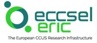 eccsel
eric
The European CCUS Research Infrastructure